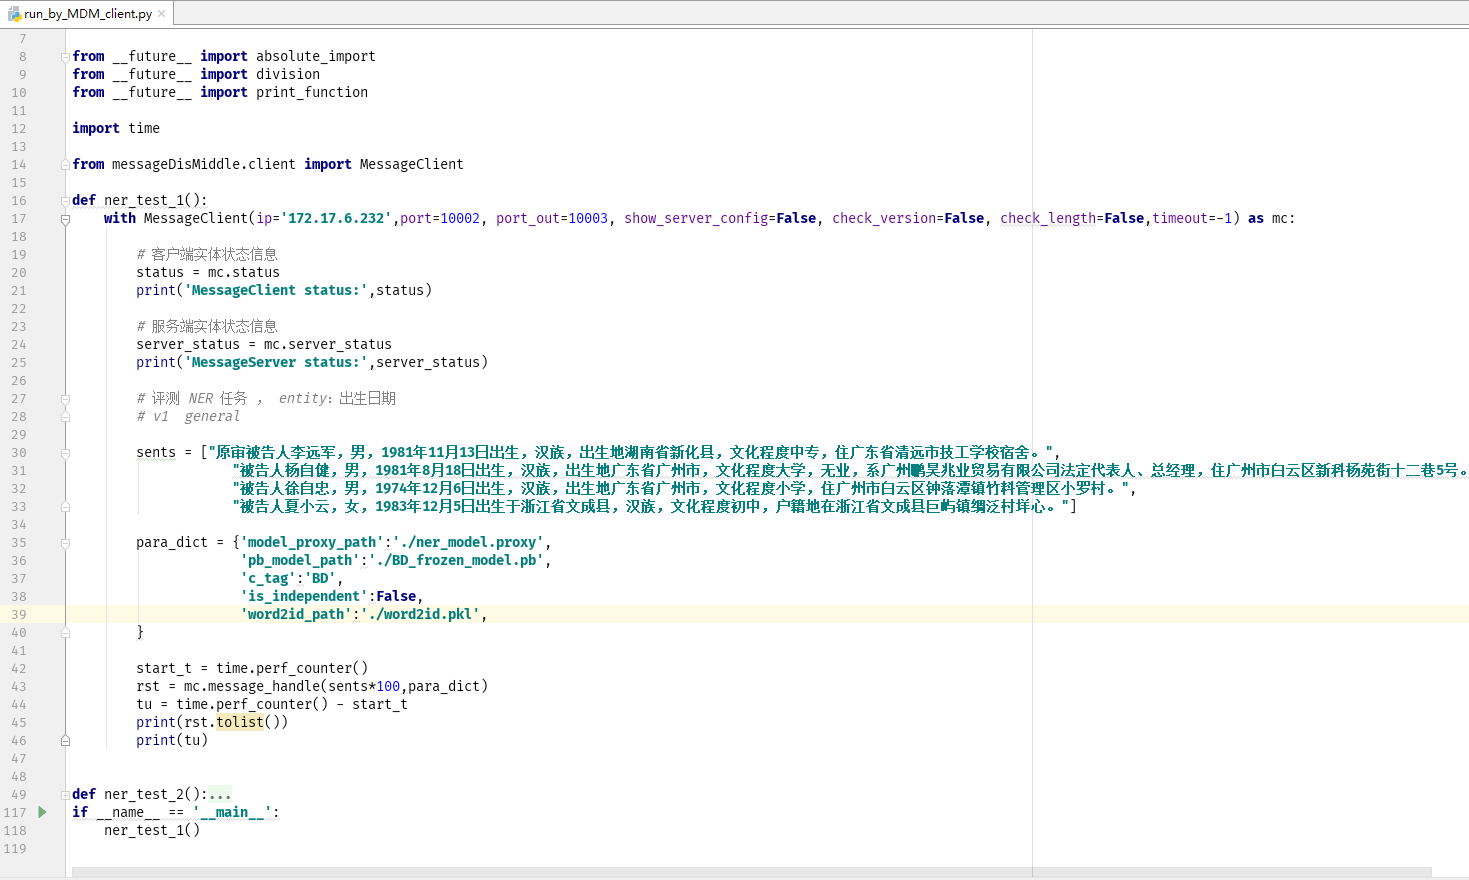 run_by_MDM_client.py
7
8 from __future__ import absolute_import
9 from __future__ import division
10 from __future__ import print_function
11
12 import time
13
14 from messageDisMiddle.client import MessageClient
15
16 def ner_test_1():
17 with MessageClient(ip='172.17.6.232',port=10002, port_out=10003, show_server_config=False, check_version=False, check_length=False,timeout=-1) as mc:
18
19 # 客户端实体状态信息
20 status = mc.status
21 print('MessageClient status:',status)
22
23 # 服务端实体状态信息
24 server_status = mc.server_status
25 print('MessageServer status:',server_status)
26
27 # 评测 NER 任务 , entity: 出生日期
28 # v1 general
29
30 sents = ["原审被告人李远军，男，1981年11月13日出生，汉族，出生地湖南省新化县，文化程度中专，住广东省清远市技工学校宿舍。",
31 "被告人杨自健，男，1981年8月18日出生，汉族，出生地广东省广州市，文化程度大学，无业，系广州鹏昊兆业贸易有限公司法定代表人、总经理，住广州市白云区新科杨苑街十二巷5号。
32 "被告人徐自忠，男，1974年12月6日出生，汉族，出生地广东省广州市，文化程度小学，住广州市白云区钟落潭镇竹料管理区小罗村。",
33 "被告人夏小云，女，1983年12月5日出生于浙江省文成县，汉族，文化程度初中，户籍地在浙江省文成县巨屿镇 泛村垟心。"]
34
35 para_dict = {'model_proxy_path':'./ner_model.proxy',
36 'pb_model_path':'./BD_frozen_model.pb',
37 'c_tag':'BD',
38 'is_independent':False,
39 'word2id_path':'./word2id.pkl',
40 }
41
42 start_t = time.perf_counter()
43 rst = mc.message_handle(sents*100,para_dict)
44 tu = time.perf_counter() - start_t
45 print(rst.tolist())
46 print(tu)
47
48
49 def ner_test_2():...
117 if __name__ == '__main__':
118 ner_test_1()
119